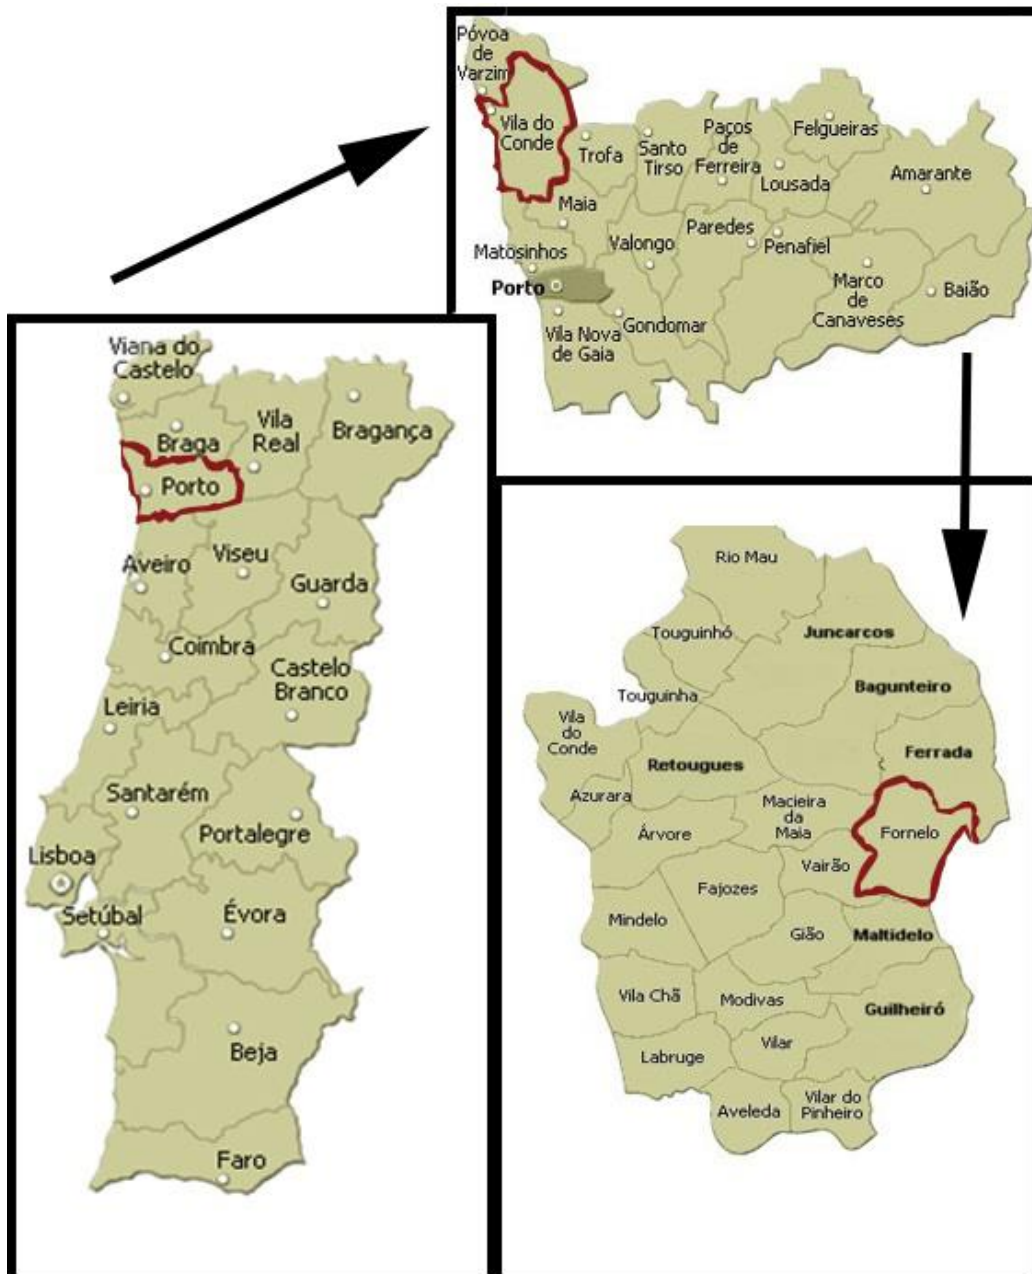 Póvoa
de
Varzim
Vila do
Conde
Trofa
Santo
Tirso
Paços
de
Ferreira
Lousada
Felgueiras
Amarante
Maia
Matosinhos
Valongo
Paredes
Penafiel
Marco
de
Canaveses
Baião
Porto
Vila Nova
de Gaia
Gondomar
Viana do
Castelo
Braga
Vila
Real
Bragança
Porto
Aveiro
Viseu
Guarda
Coimbra
Castelo
Branco
Leiria
Santarém
Portalegre
Lisboa
Setúbal
Évora
Beja
Faro
Rio Mau
Touguinhó
Juncarcos
Touguinha
Bagunteiro
Vila
do
Conde
Retougues
Ferrada
Azurara
Árvore
Macieira
da
Maia
Fornelo
Vairão
Fajozes
Mindelo
Gião
Maltidelo
Vila Chã
Modivas
Guilheiró
Labruge
Vilar
Aveleda
Vilar do
Pinheiro